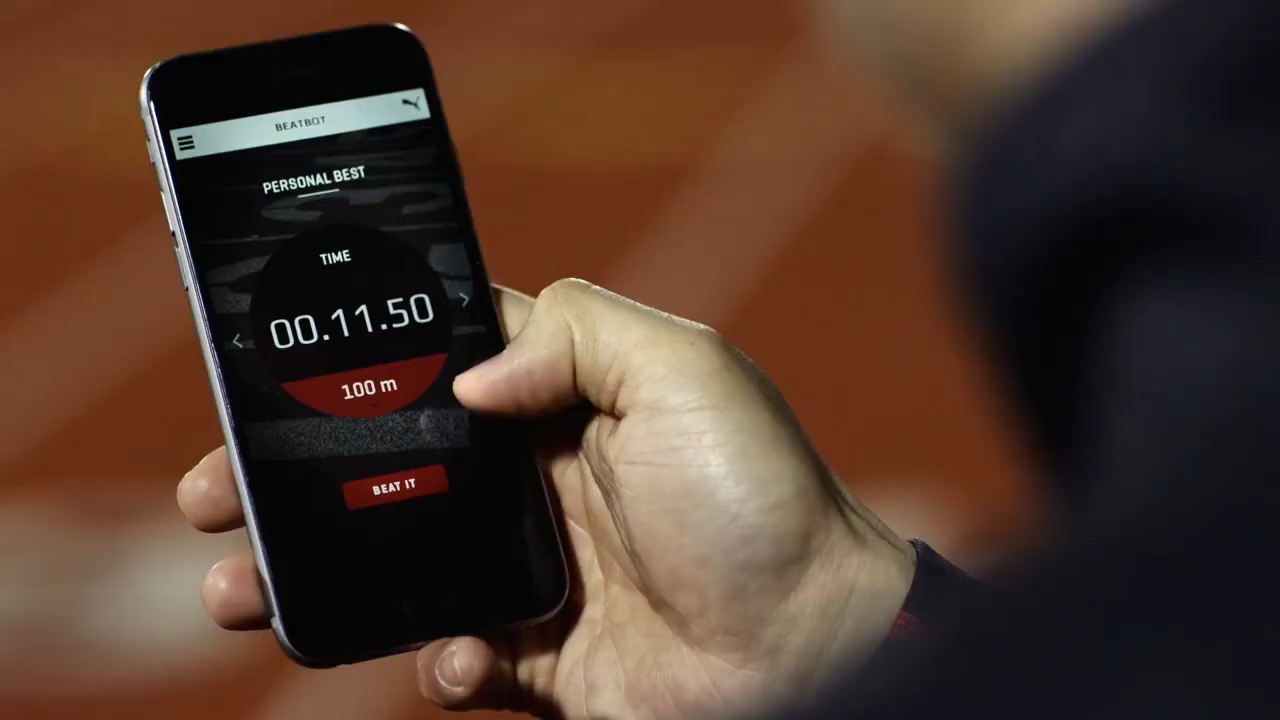 BEATBOT
PERSONAL BEST
TIME
00.11.50
100 m
BEAT IT